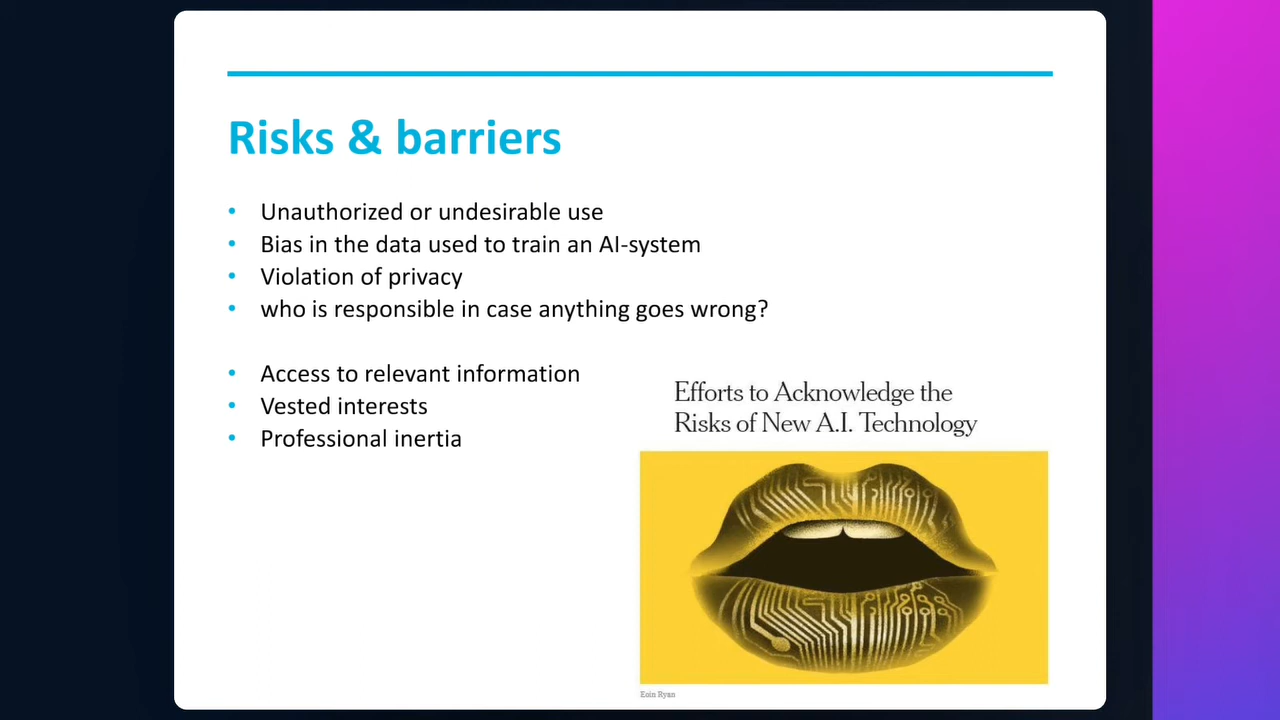 Risks & barriers
• Unauthorized or undesirable use
• Bias in the data used to train an AI-system
• Violation of privacy
• who is responsible in case anything goes wrong?
• Access to relevant information
• Vested interests
• Professional inertia
Efforts to Acknowledge the
Risks of New A.I. Technology
Eoin Ryan